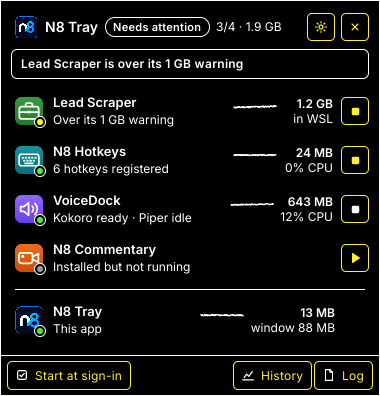 n8 N8 Tray Needs attention 3/4 · 1.9 GB
Lead Scraper is over its 1 GB warning
Lead Scraper 1.2 GB
Over its 1 GB warning in WSL
N8 Hotkeys 24 MB
6 hotkeys registered 0% CPU
VoiceDock 643 MB
Kokoro ready · Piper idle 12% CPU
N8 Commentary
Installed but not running
n8 N8 Tray 13 MB
This app window 88 MB
Start at sign-in History Log